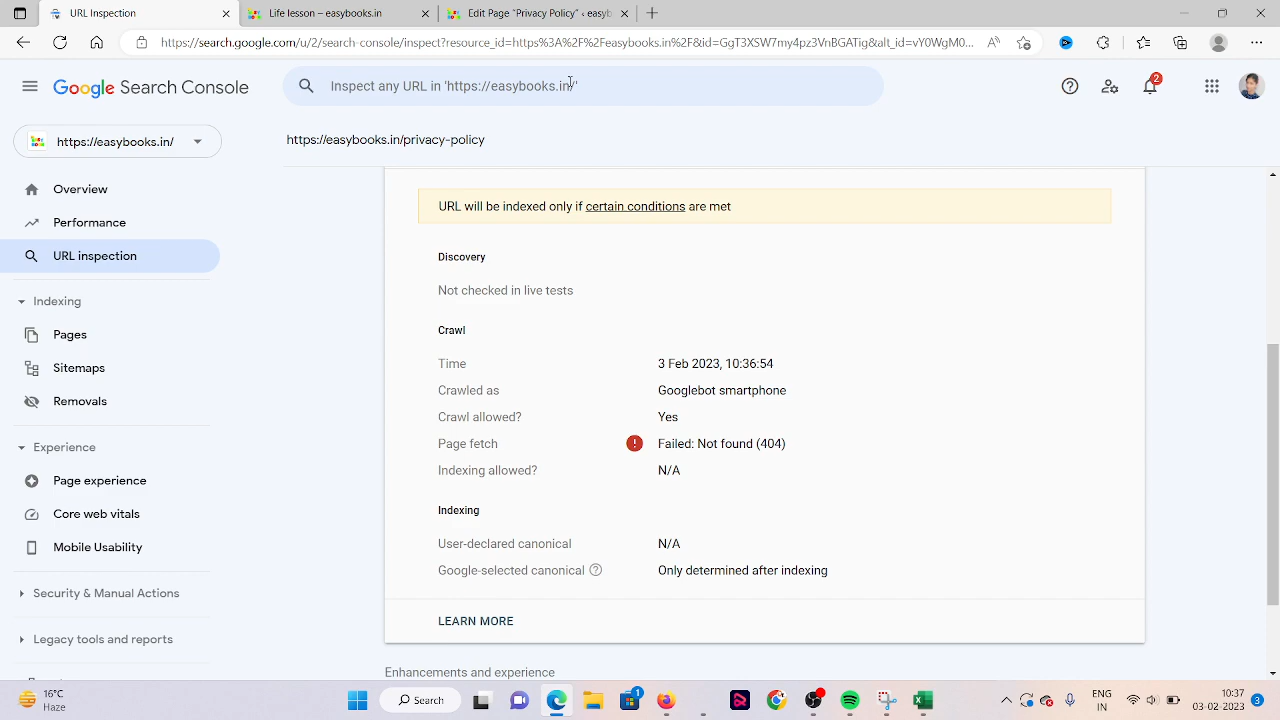 URL Inspection
Life lesson – easybooks.in
Edit Page "Privacy Policy" ‹ easyb
https://search.google.com/u/2/search-console/inspect?resource_id=https%3A%2F%2Feasybooks.in%2F&id=GgT3XSW7my4pz3VnBGATig&alt_id=vY0WgM0...
Google Search Console
Inspect any URL in 'https://easybooks.in/'
2
https://easybooks.in/
https://easybooks.in/privacy-policy
Overview
Performance
URL inspection
Indexing
Pages
Sitemaps
Removals
Experience
Page experience
Core web vitals
Mobile Usability
Security & Manual Actions
Legacy tools and reports
URL will be indexed only if certain conditions are met
Discovery
Not checked in live tests
Crawl
Time 3 Feb 2023, 10:36:54
Crawled as Googlebot smartphone
Crawl allowed? Yes
Page fetch Failed: Not found (404)
Indexing allowed? N/A
Indexing
User-declared canonical N/A
Google-selected canonical Only determined after indexing
LEARN MORE
Enhancements and experience
16°C
Haze
Search
1
ENG
IN
10:37
03-02-2023
3